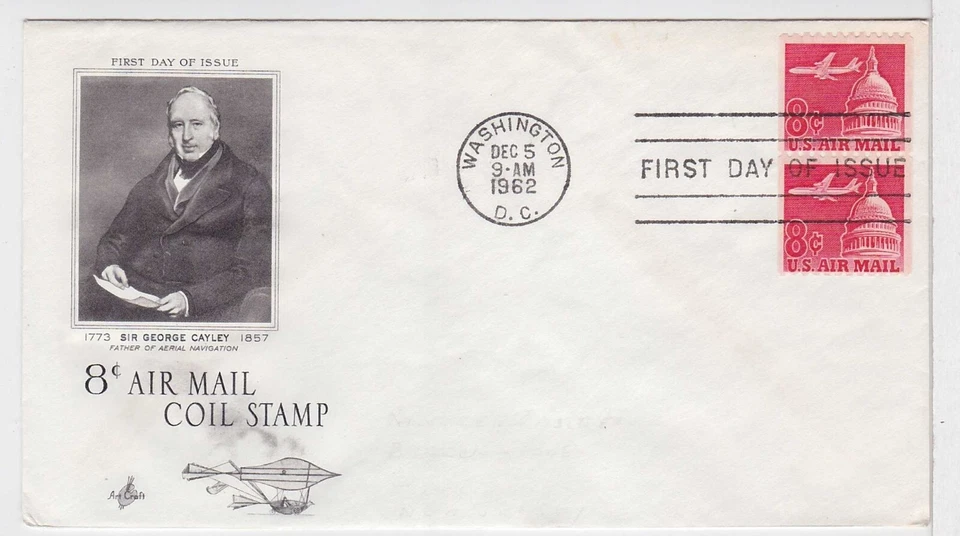 FIRST DAY OF ISSUE
1773 SIR GEORGE CAYLEY 1857
FATHER OF AERIAL NAVIGATION
8¢ AIR MAIL
COIL STAMP
Art Craft
WASHINGTON
DEC 5
9-AM
1962
D. C.
FIRST DAY OF ISSUE
8¢
U.S. AIR MAIL
8¢
U.S. AIR MAIL